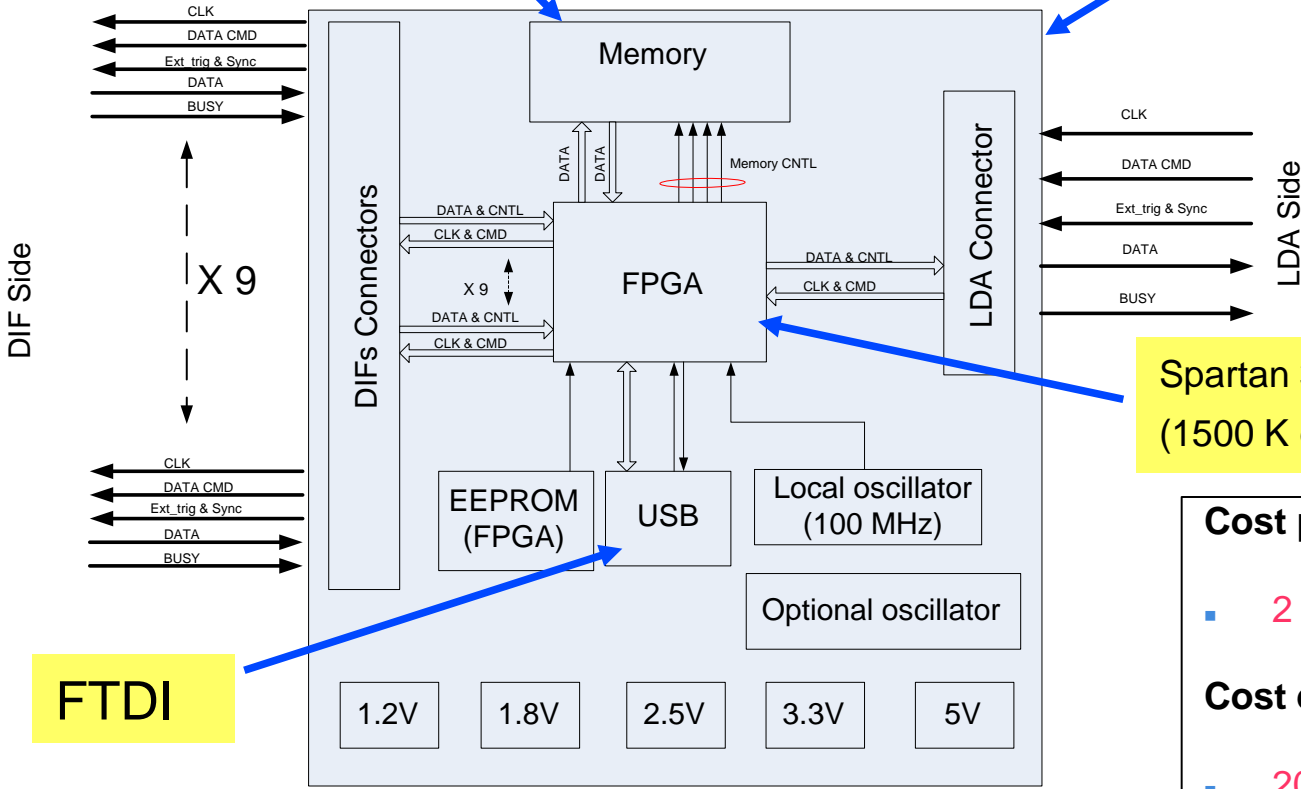 CLK
DATA CMD
Ext_trig & Sync
DATA
BUSY
DIF Side
X 9
CLK
DATA CMD
Ext_trig & Sync
DATA
BUSY
DIFs Connectors
Memory
DATA
DATA
Memory CNTL
DATA & CNTL
CLK & CMD
X 9
DATA & CNTL
CLK & CMD
FPGA
DATA & CNTL
CLK & CMD
LDA Connector
CLK
DATA CMD
Ext_trig & Sync
DATA
BUSY
LDA Side
Spartan
(1500 K
EEPROM
(FPGA)
USB
Local oscillator
(100 MHz)
Optional oscillator
FTDI
1.2V
1.8V
2.5V
3.3V
5V
Cost
2
Cost
20